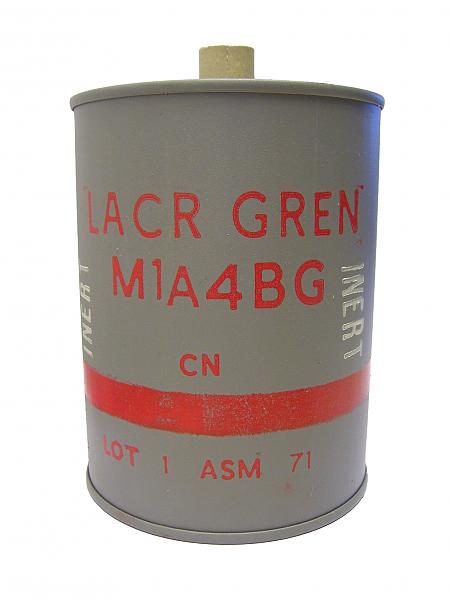 LACR GREN
M1A4BG
INERT
INERT
CN
LOT 1 ASM 71